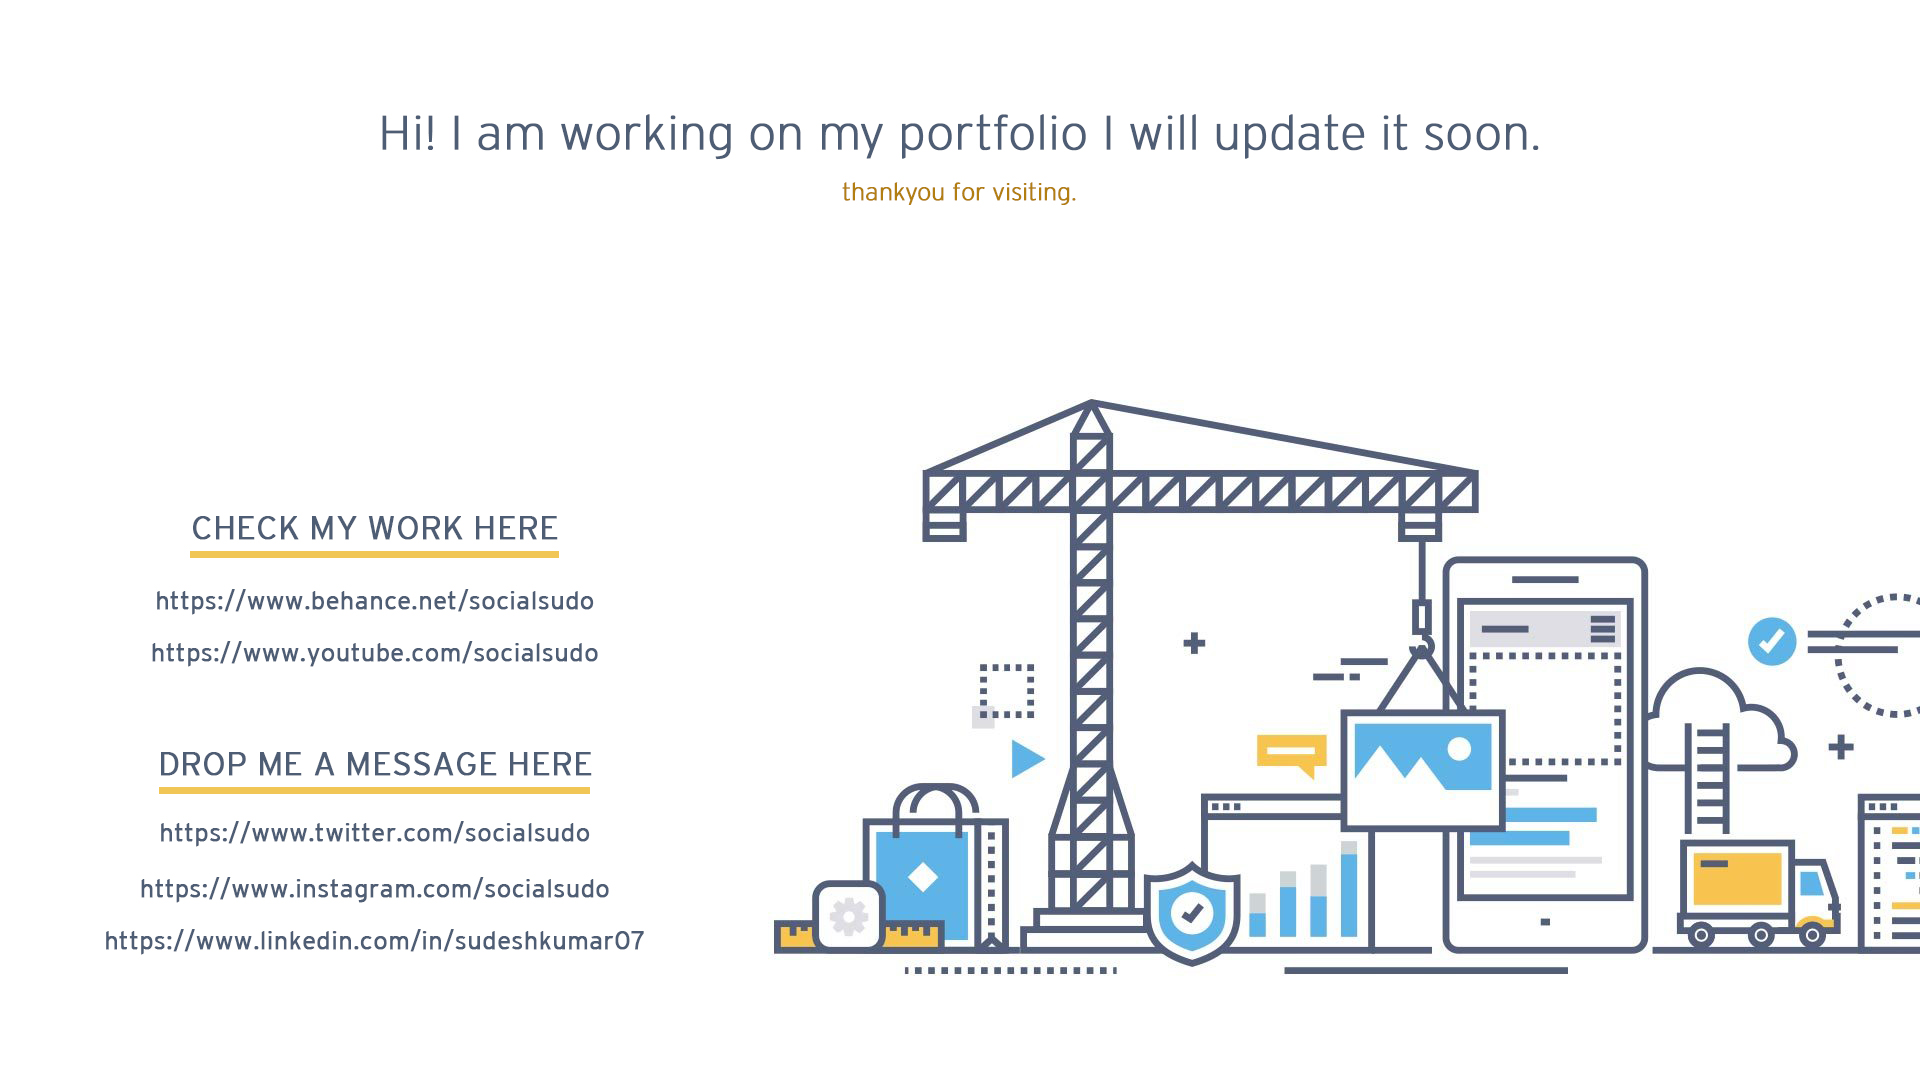 Hi! I am working on my portfolio I will update it soon.
thankyou for visiting.
CHECK MY WORK HERE
https://www.behance.net/socialsudo
https://www.youtube.com/socialsudo
DROP ME A MESSAGE HERE
https://www.twitter.com/socialsudo
https://www.instagram.com/socialsudo
https://www.linkedin.com/in/sudeshkumar07